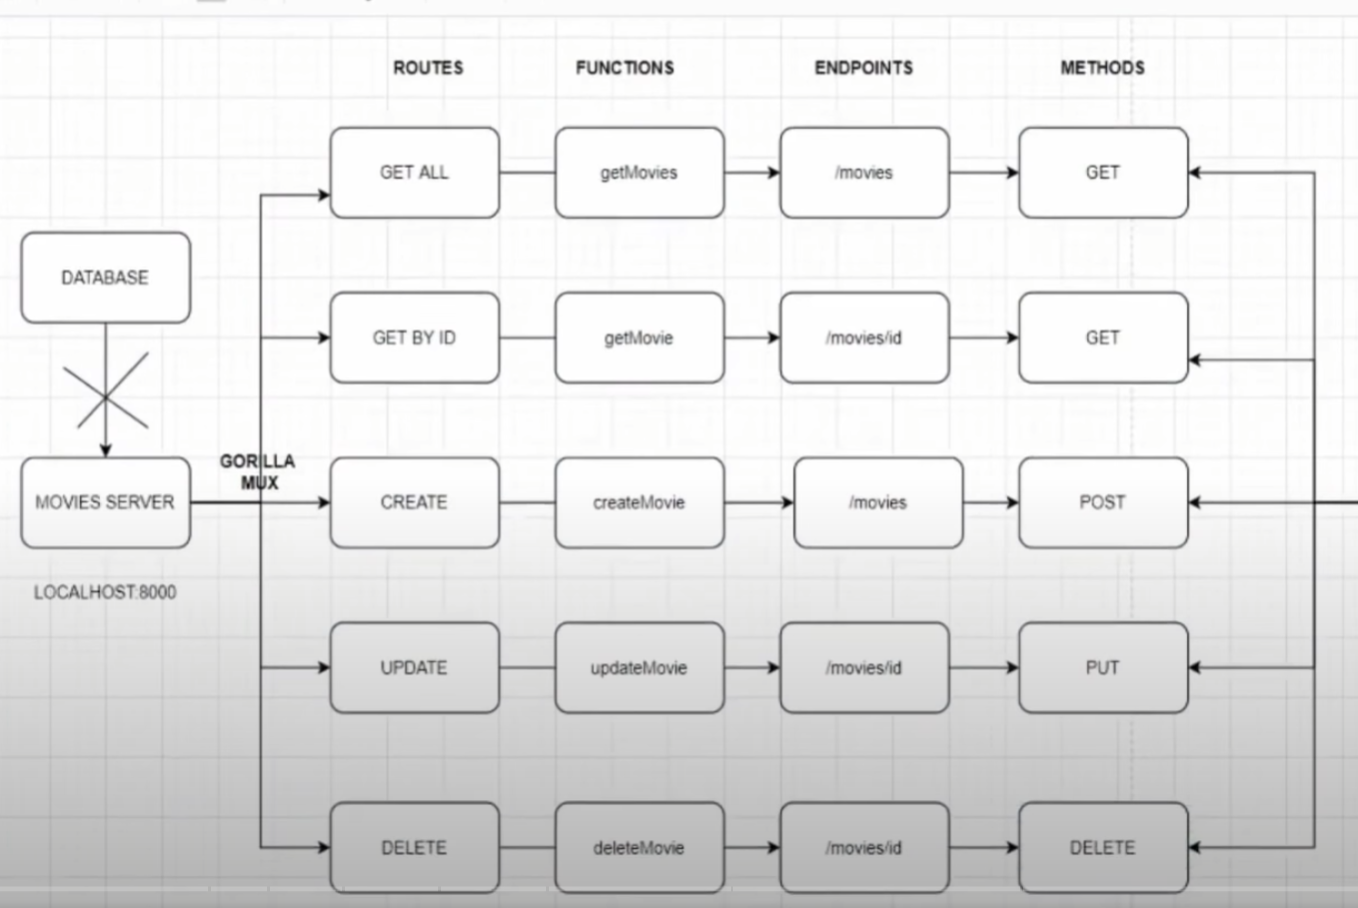 ROUTES FUNCTIONS ENDPOINTS METHODS
GET ALL getMovies /movies GET
DATABASE
GET BY ID getMovie /movies/id GET
GORILLA
MUX
MOVIES SERVER CREATE createMovie /movies POST
LOCALHOST:8000
UPDATE updateMovie /movies/id PUT
DELETE deleteMovie /movies/id DELETE